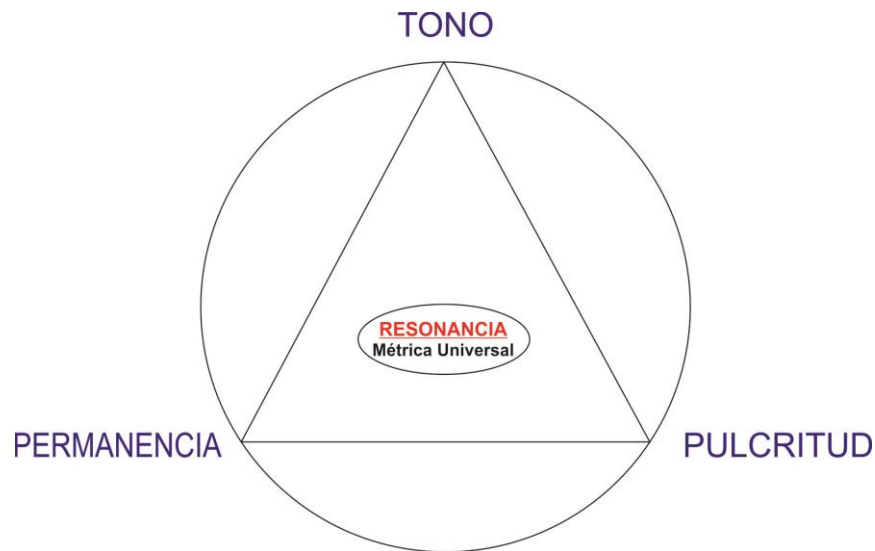 TONO
RESONANCIA
Métrica Universal
PERMANENCIA
PULCRITUD